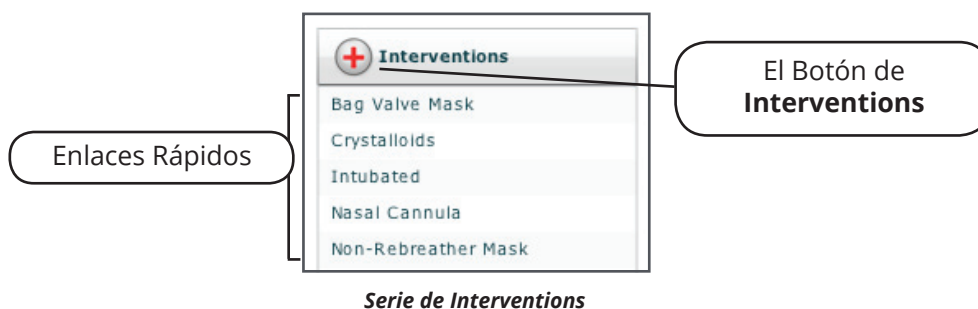 Interventions
Bag Valve Mask
Crystalloids
Intubated
Nasal Cannula
Non-Rebreather Mask
Enlaces Rápidos
El Botón de
Interventions
Serie de Interventions